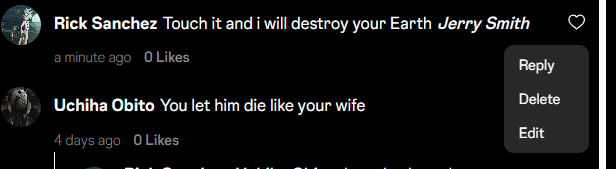 Rick Sanchez Touch it and i will destroy your Earth Jerry Smith
a minute ago 0 Likes
Reply
Delete
Edit
Uchiha Obito You let him die like your wife
4 days ago 0 Likes